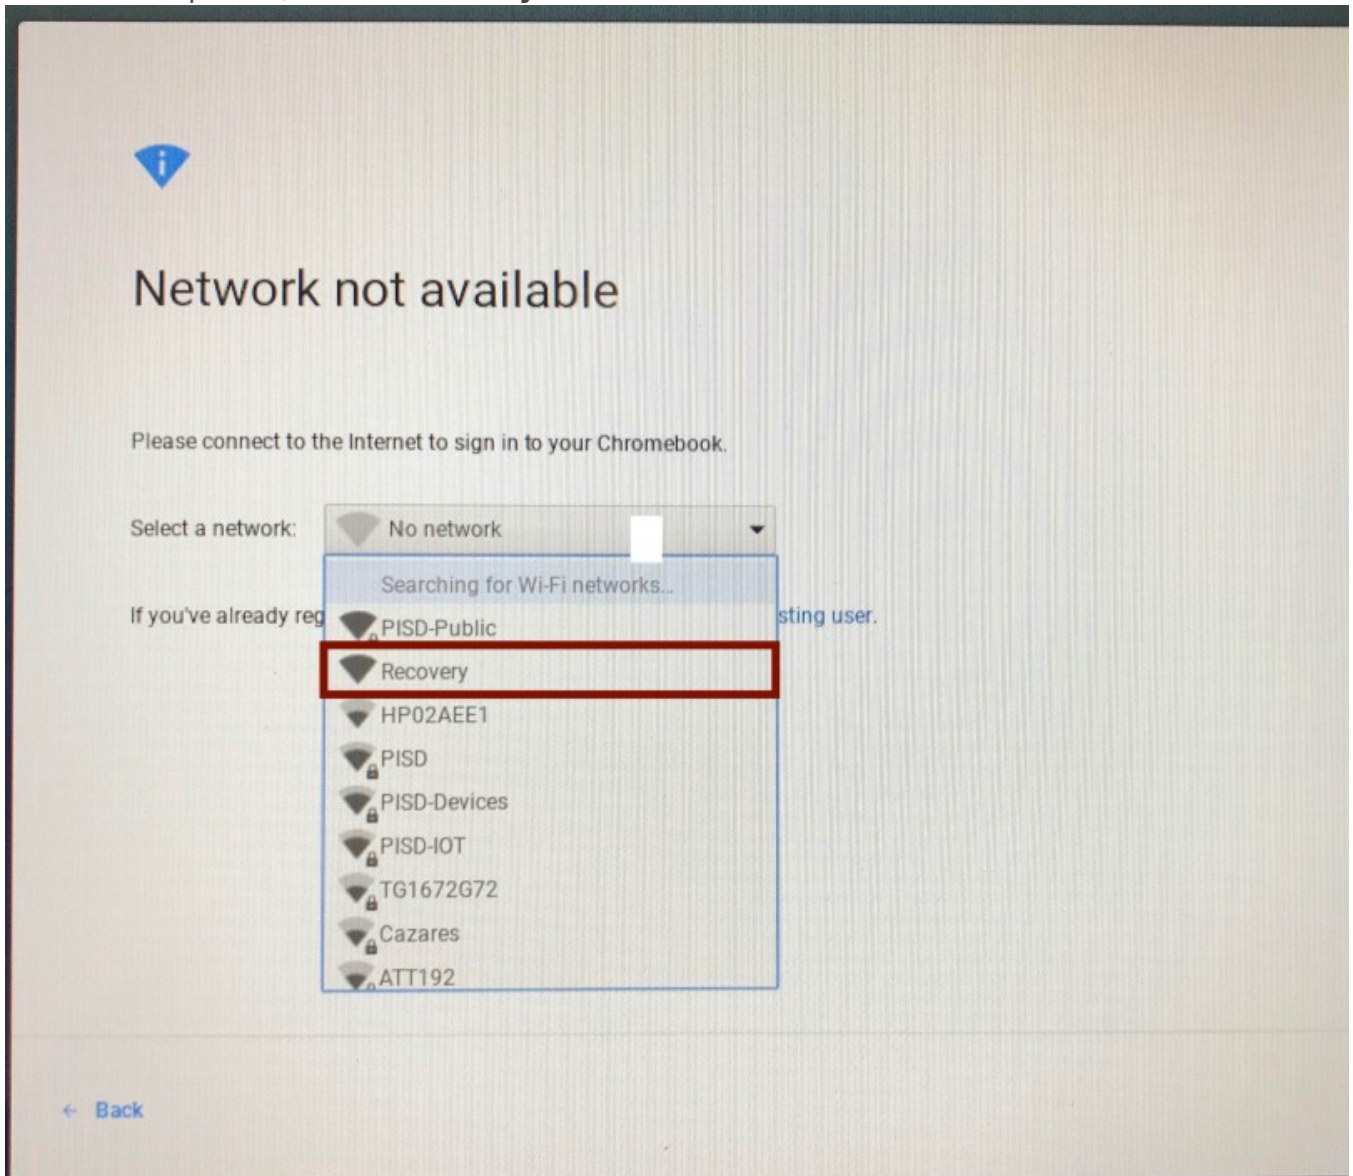 Network not available
Please connect to the Internet to sign in to your Chromebook.
Select a network: No network
Searching for Wi-Fi networks...
If you've already reg sting user.
PISD-Public
Recovery
HP02AEE1
PISD
PISD-Devices
PISD-IOT
TG1672G72
Cazares
ATT192
← Back